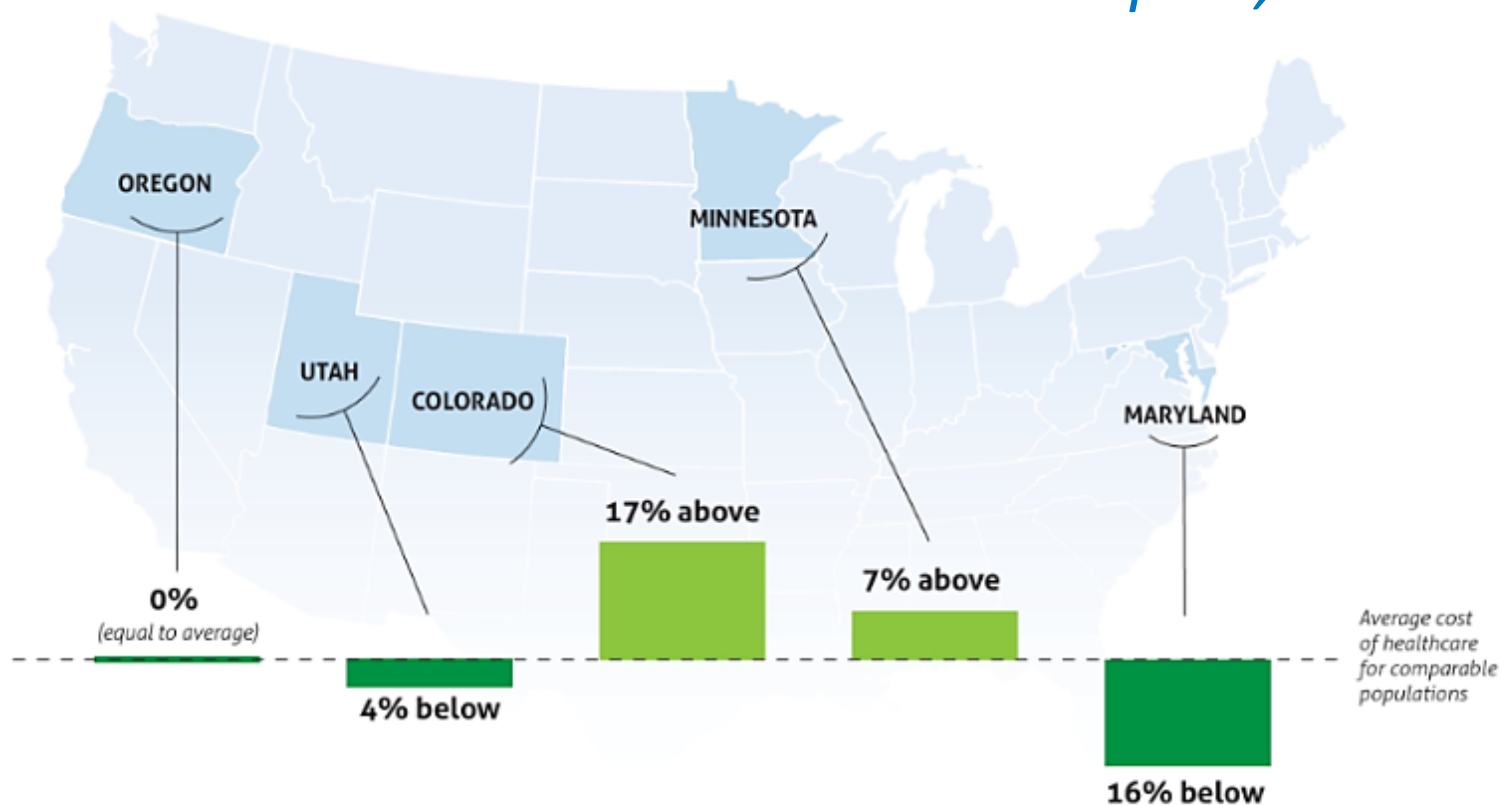 OREGON
MINNESOTA
UTAH
COLORADO
MARYLAND
17% above
7% above
0%
(equal to average)
4% below
16% below
Average cost
of healthcare
for comparable
populations